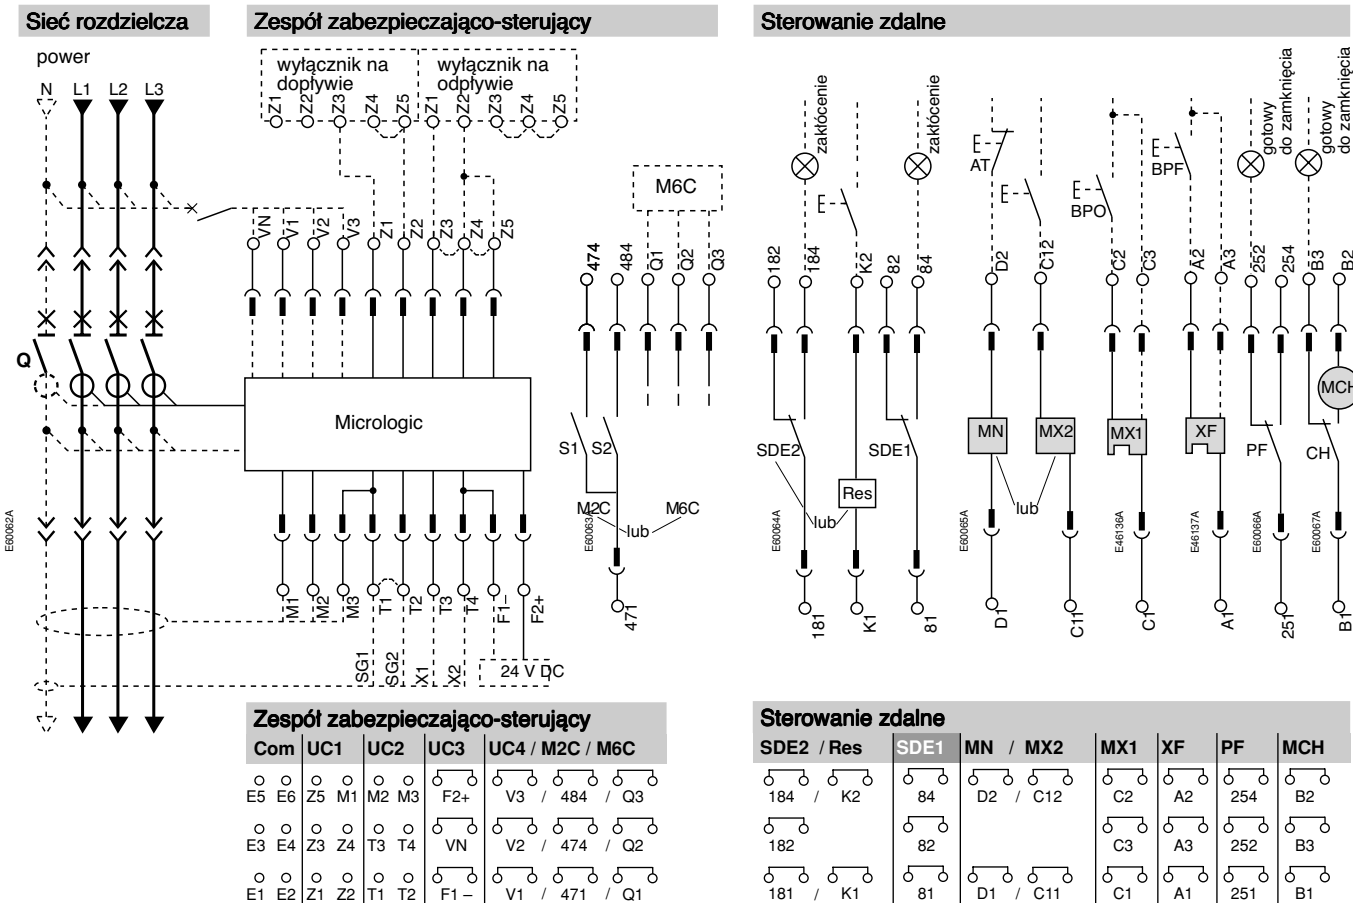 Sieć rozdzielcza
Zespół zabezpieczająco-sterujący
Sterowanie zdalne
power
N L1 L2 L3
wyłącznik na dopływie
wyłącznik na odpływie
Z1 Z2 Z3 Z4 Z5 Z1 Z2 Z3 Z4 Z5
M6C
VN V1 V2 V3 Z1 Z2 Z3 Z4 Z5
474 484 Q1 Q2 Q3
Q
Micrologic
S1 S2
M2C lub M6C
E60062A
E60063A
M1 M2 M3 T1 T2 T3 T4 F1– F2+
471
SG1 SG2 X1 X2
24 V DC
zakłócenie
zakłócenie
gotowy do zamknięcia
gotowy do zamknięcia
AT
BPO
BPF
182 184 K2 82 84 D2 C12 C2 C3 A2 A3 252 254 B3 B2
MCH
SDE2
Res
SDE1
MN
MX2
MX1
XF
PF
CH
lub
lub
E60064A
E60065A
E46136A
E46137A
E60066A
E60067A
181 K1 81 D1 C11 C1 A1 251 B1
Zespół zabezpieczająco-sterujący
Com UC1 UC2 UC3 UC4 / M2C / M6C
E5 E6 Z5 M1 M2 M3 F2+ V3 / 484 / Q3
E3 E4 Z3 Z4 T3 T4 VN V2 / 474 / Q2
E1 E2 Z1 Z2 T1 T2 F1 – V1 / 471 / Q1
Sterowanie zdalne
SDE2 / Res SDE1 MN / MX2 MX1 XF PF MCH
184 / K2 84 D2 / C12 C2 A2 254 B2
182 82 C3 A3 252 B3
181 / K1 81 D1 / C11 C1 A1 251 B1